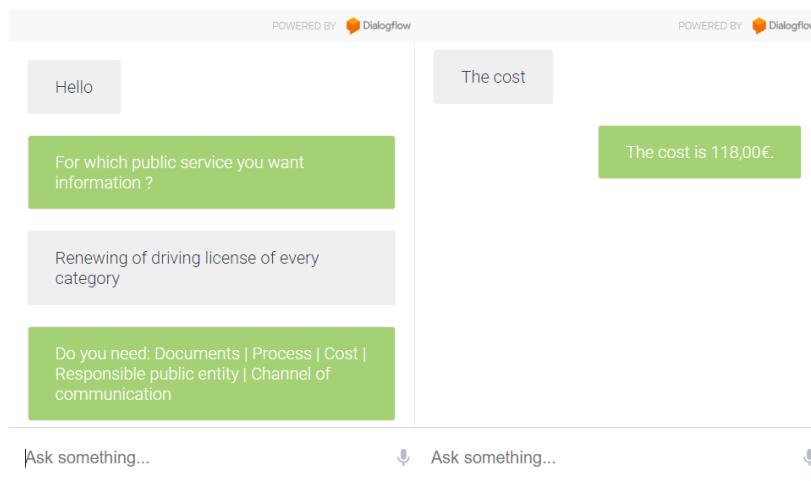 POWERED BY Dialogflow
Hello
For which public service you want
information ?
Renewing of driving license of every
category
Do you need: Documents | Process | Cost |
Responsible public entity | Channel of
communication
Ask something...
POWERED BY Dialogflow
The cost
The cost is 118,00€.
Ask something...